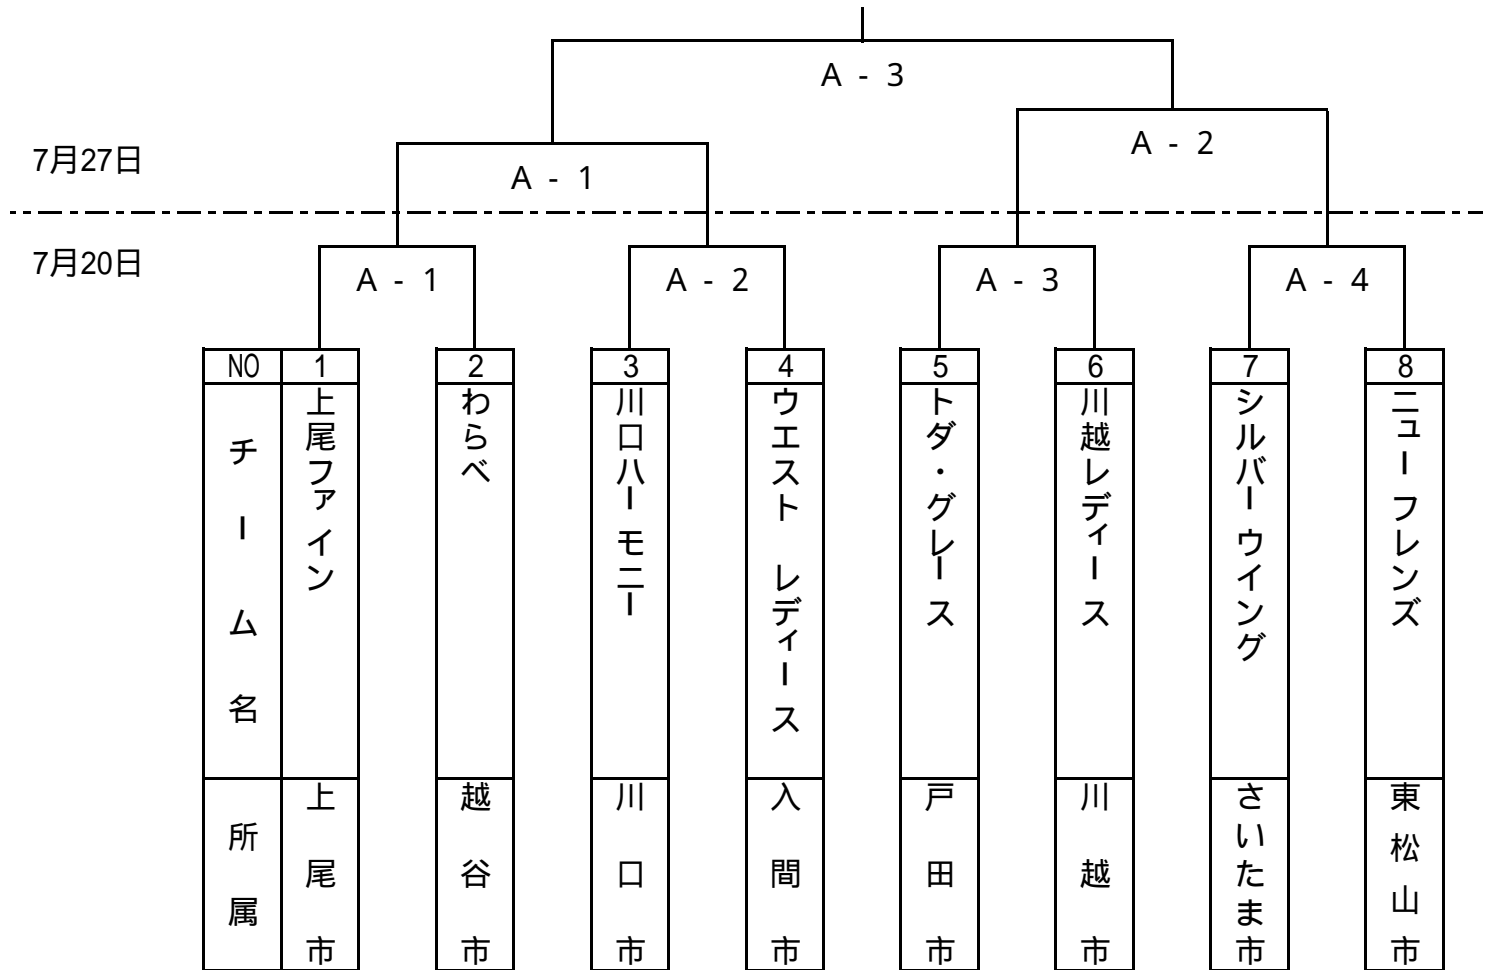 A - 3
A - 2
7月27日
A - 1
7月20日
A - 1
A - 2
A - 3
A - 4
NO
1
2
3
4
5
6
7
8
チーム名
上尾ファイン
わらべ
川口ハーモニー
ウエスト レディース
トダ・グレース
川越レディース
シルバーウイング
ニューフレンズ
所属
上尾市
越谷市
川口市
入間市
戸田市
川越市
さいたま市
東松山市